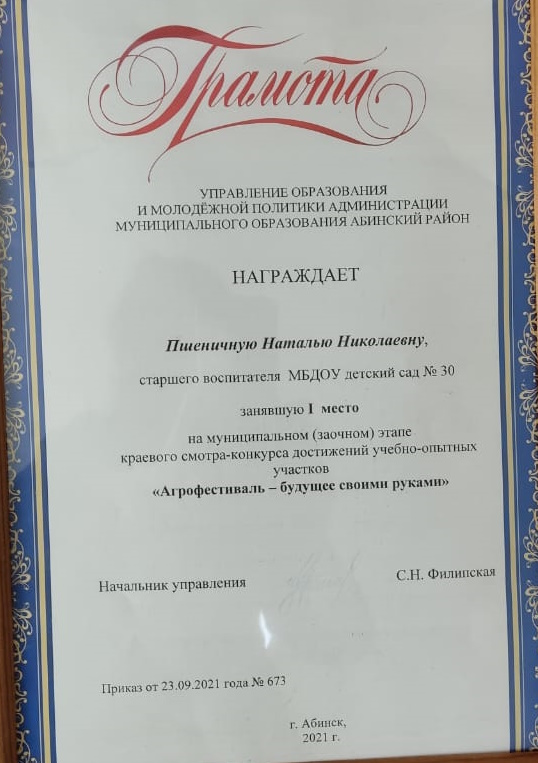 Грамота
УПРАВЛЕНИЕ ОБРАЗОВАНИЯ
И МОЛОДЁЖНОЙ ПОЛИТИКИ АДМИНИСТРАЦИИ
МУНИЦИПАЛЬНОГО ОБРАЗОВАНИЯ АБИНСКИЙ РАЙОН
НАГРАЖДАЕТ
Пшеничную Наталью Николаевну,
старшего воспитателя МБДОУ детский сад № 30
занявшую I место
на муниципальном (заочном) этапе
краевого смотра-конкурса достижений учебно-опытных
участков
«Агрофестиваль – будущее своими руками»
Начальник управления С.Н. Филипская
Приказ от 23.09.2021 года № 673
г. Абинск,
2021 г.